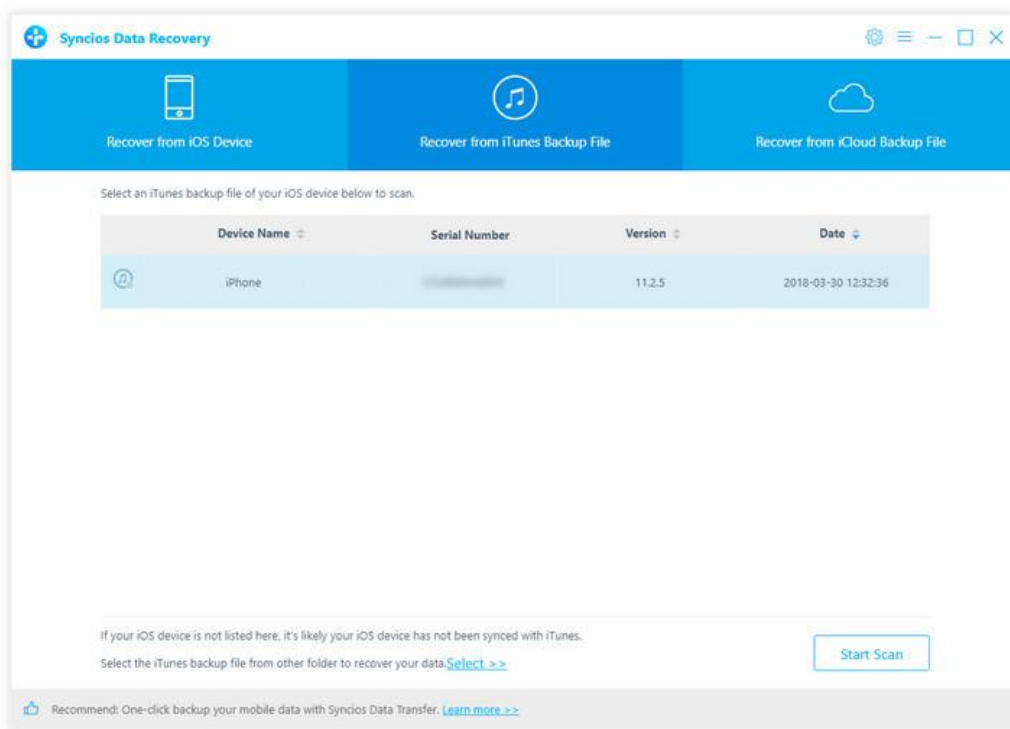 Syncios Data Recovery
Recover from iOS Device
Recover from iTunes Backup File
Recover from iCloud Backup File
Select an iTunes backup file of your iOS device below to scan.
Device Name Serial Number Version Date
iPhone 11.2.5 2018-03-30 12:32:36
If your iOS device is not listed here, it's likely your iOS device has not been synced with iTunes.
Select the iTunes backup file from other folder to recover your data.Select >>
Start Scan
Recommend: One-click backup your mobile data with Syncios Data Transfer. Learn more >>